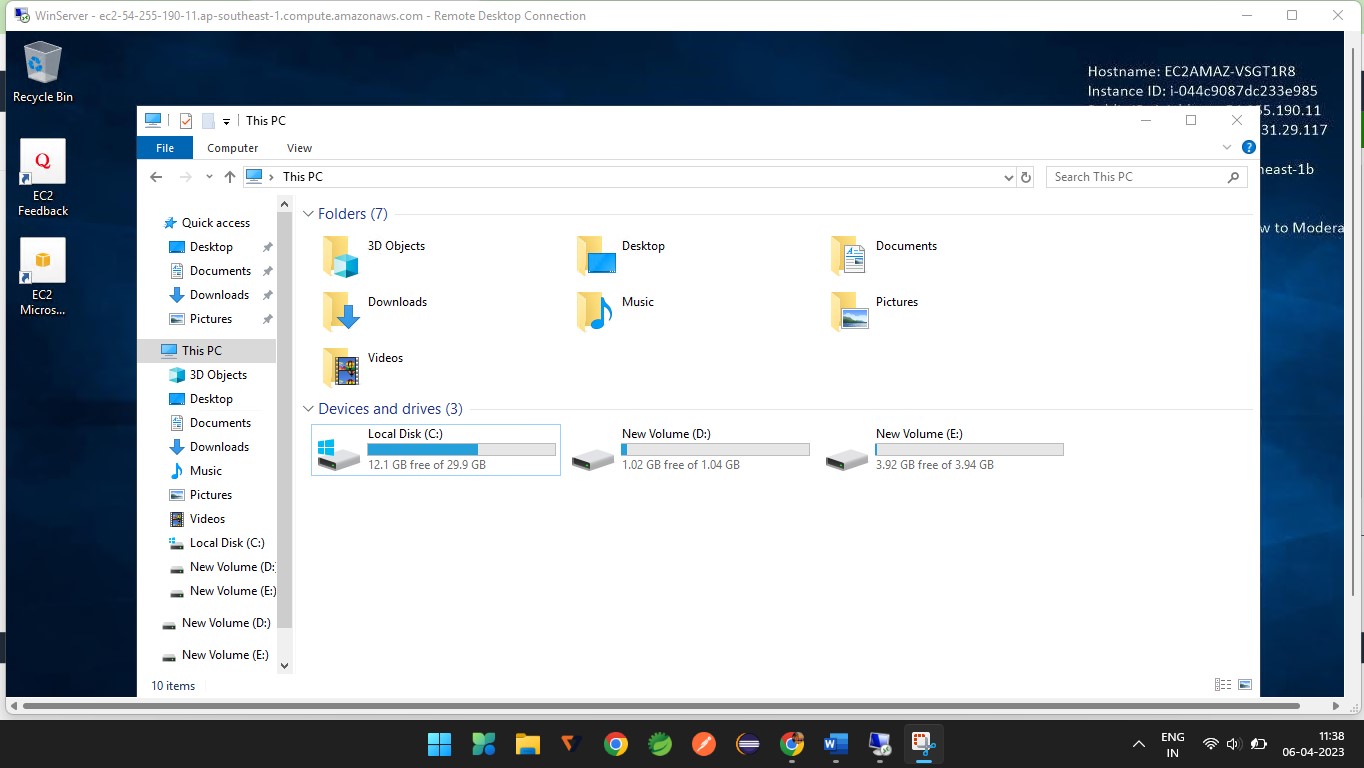 WinServer - ec2-54-255-190-11.ap-southeast-1.compute.amazonaws.com - Remote Desktop Connection
Recycle Bin
EC2
Feedback
EC2
Micros...
Hostname: EC2AMAZ-VSGT1R8
Instance ID: i-044c9087dc233e985
.190.11
31.29.117
east-1b
to Modera
This PC
File
Computer
View
This PC
Search This PC
Quick access
Desktop
Documents
Downloads
Pictures
This PC
3D Objects
Desktop
Documents
Downloads
Music
Pictures
Videos
Local Disk (C:)
New Volume (D:
New Volume (E:)
New Volume (D:)
New Volume (E:)
Folders (7)
3D Objects
Desktop
Documents
Downloads
Music
Pictures
Videos
Devices and drives (3)
Local Disk (C:)
12.1 GB free of 29.9 GB
New Volume (D:)
1.02 GB free of 1.04 GB
New Volume (E:)
3.92 GB free of 3.94 GB
10 items
ENG
IN
11:38
06-04-2023